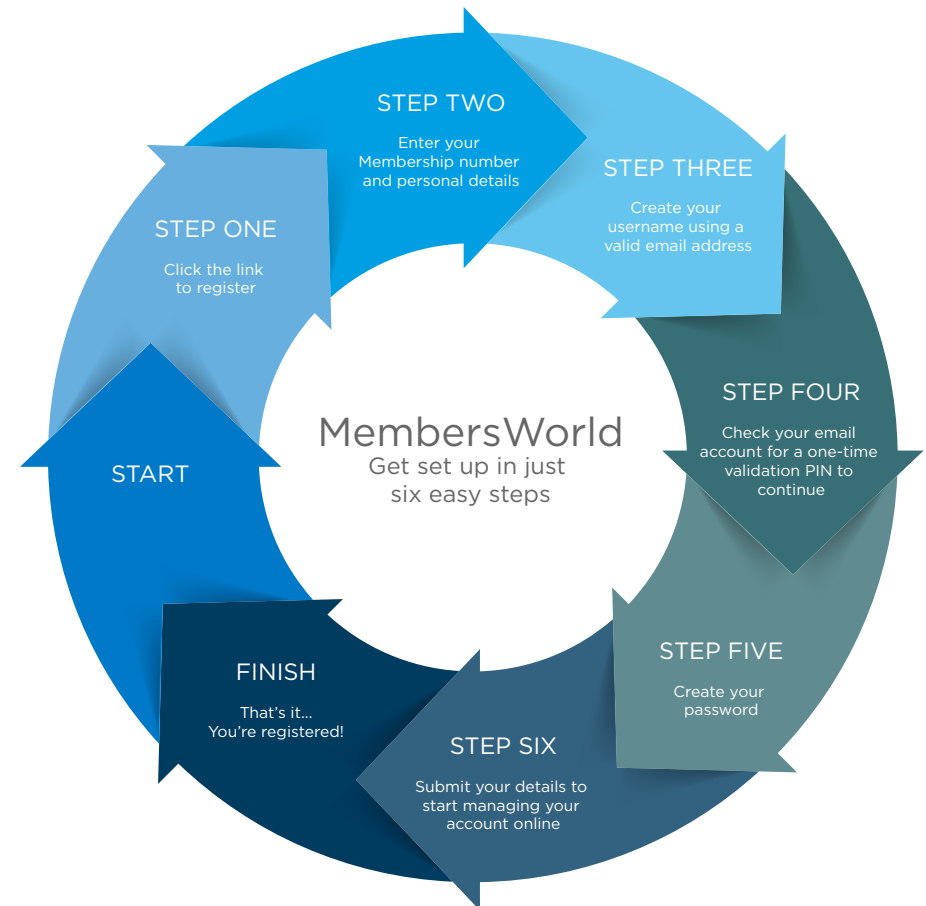 MembersWorld
Get set up in just
six easy steps
START
STEP ONE
Click the link
to register
STEP TWO
Enter your
Membership number
and personal details
STEP THREE
Create your
username using a
valid email address
STEP FOUR
Check your email
account for a one-time
validation PIN to
continue
STEP FIVE
Create your
password
STEP SIX
Submit your details to
start managing your
account online
FINISH
That's it...
You're registered!